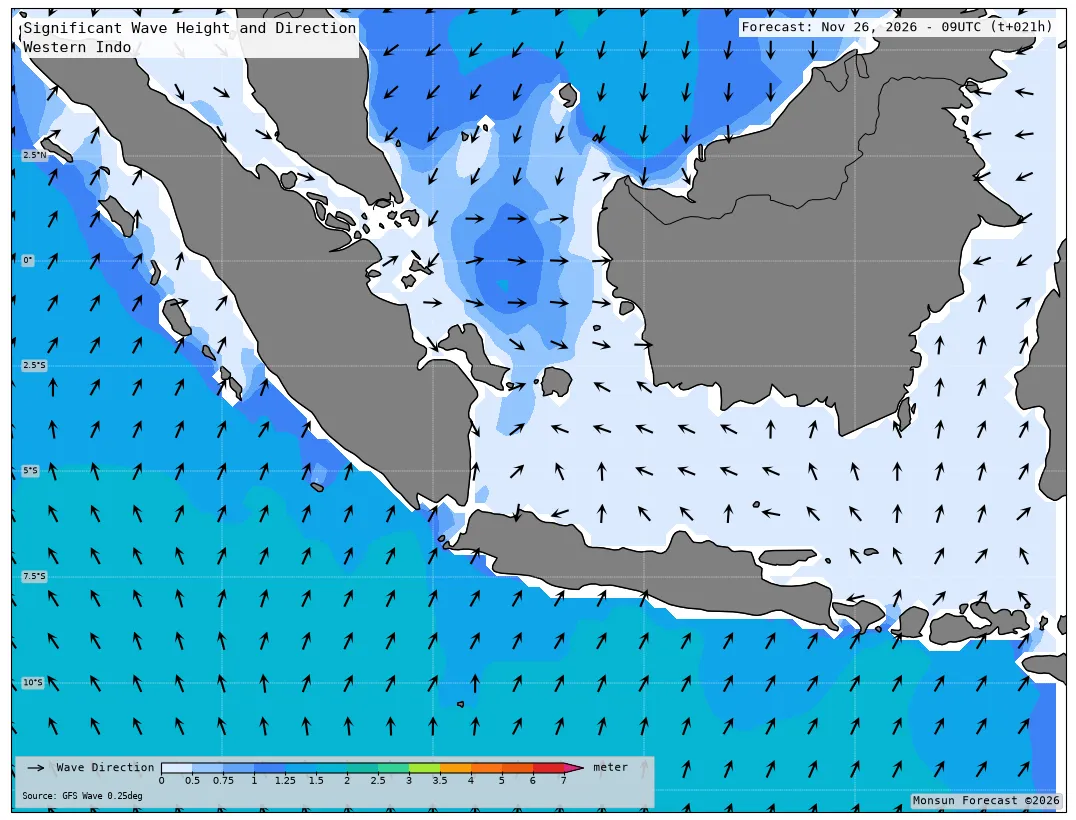 Significant Wave Height and Direction
Western Indo
Forecast: Nov 26, 2026 - 09UTC (t+021h)
2.5°N
0°
2.5°S
5°S
7.5°S
10°S
Wave Direction
meter
0 0.5 0.75 1 1.25 1.5 2 2.5 3 3.5 4 5 6 7
Source: GFS Wave 0.25deg
Monsun Forecast ©2026